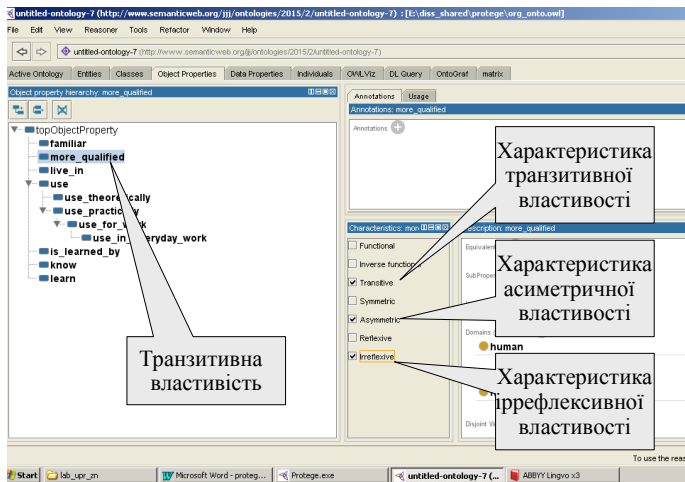 untitled-ontology-7 (http://www.semanticweb.org/jjj/ontologies/2015/2/untitled-ontology-7) : [E:\diss_shared\protege\org_onto.owl]
File Edit View Reasoner Tools Refactor Window Help
untitled-ontology-7 (http://www.semanticweb.org/jjj/ontologies/2015/2/untitled-ontology-7)
Active Ontology Entities Classes Object Properties Data Properties Individuals OWLViz DL Query OntoGraf matrix
Object property hierarchy: more_qualified
topObjectProperty
familiar
more_qualified
live_in
use
use_theoretically
use_practic
use_for_work
use_in_everyday_work
is_learned_by
know
learn
Транзитивна
властивість
Annotations Usage
Annotations: more_qualified
Annotations
Характеристика
транзитивної
властивості
Characteristics: mor
Functional
Inverse functional
Transitive
Symmetric
Asymmetric
Reflexive
Irreflexive
Description: more_qualified
Equivalen
SubProper
Характеристика
асиметричної
властивості
Domains
human
Характеристика
іррефлексивної
властивості
Disjoint W
To use the reas
Start lab_upr_zn Microsoft Word - proteg... Protege.exe untitled-ontology-7 (... ABBYY Lingvo x3